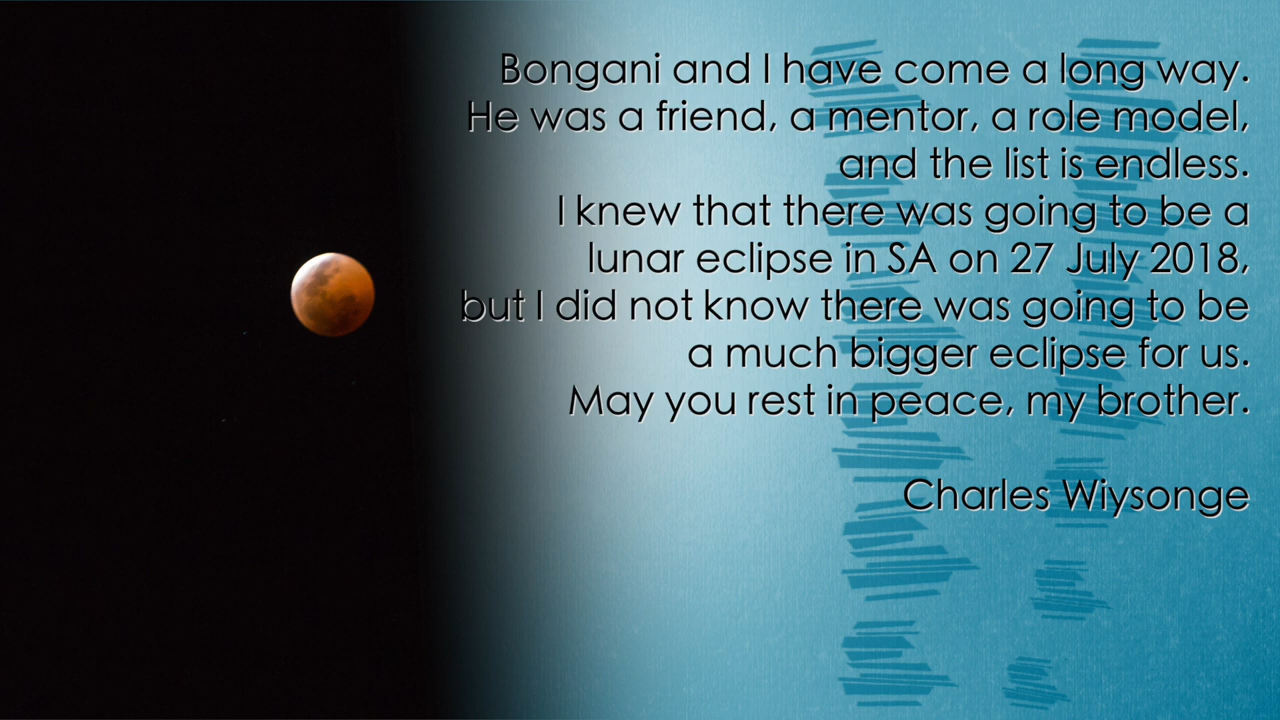 Bongani and I have come a long way.
He was a friend, a mentor, a role model,
and the list is endless.
I knew that there was going to be a
lunar eclipse in SA on 27 July 2018,
but I did not know there was going to be
a much bigger eclipse for us.
May you rest in peace, my brother.
Charles Wiysonge